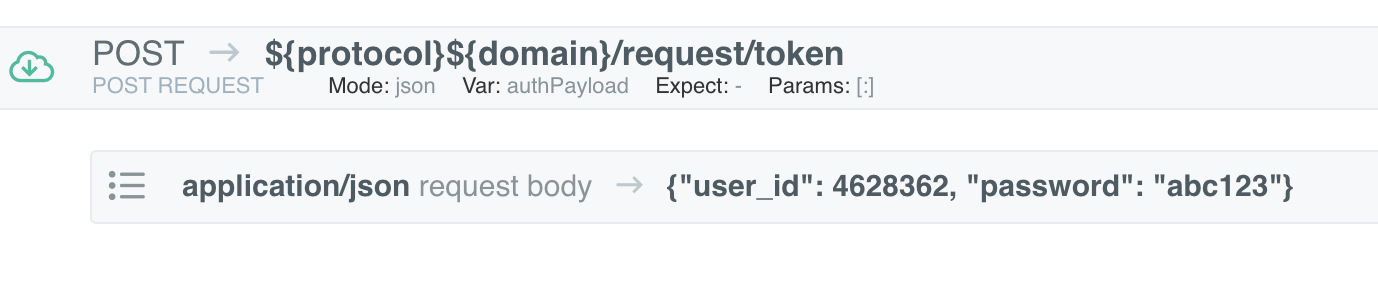 POST → ${protocol}${domain}/request/token
POST REQUEST Mode: json Var: authPayload Expect: - Params: [:]
application/json request body → {"user_id": 4628362, "password": "abc123"}